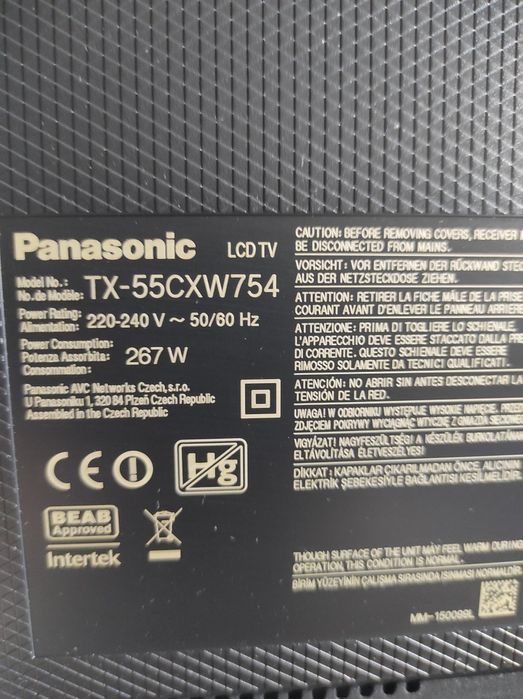 Panasonic LCD TV
Model No.:
No. de Modèle: TX-55CXW754
Power Rating:
Alimentation: 220-240 V ~ 50/60 Hz
Power Consumption:
Potenza Assorbita: 267 W
Consommation:
Panasonic AVC Networks Czech, s.r.o.
U Panasoniku 1, 320 84 Plzeň Czech Republic
Assembled in the Czech Republic
CE
Hg
BEAB
Approved
Intertek
CAUTION: BEFORE REMOVING COVERS, RECEIVER
BE DISCONNECTED FROM MAINS.
VORSICHT: VOR ENTFERNEN DER RÜCKWAND
AUS DER NETZSTECKDOSE ZIEHEN.
ATTENTION: RETIRER LA FICHE MÂLE DE LA PRISE
COURANT AVANT D'ENLEVER LE PANNEAU
ATTENZIONE: PRIMA DI TOGLIERE LO SCHIENALE,
L'APPARECCHIO DEVE ESSERE STACCATO DALLA
DI CORRENTE. QUESTO SCHIENALE DEVE ESSERE
RIMOSSO SOLAMENTE DA TECNICI QUALIFICATI.
ATENCIÓN: NO ABRIR SIN ANTES DESCONECTAR LA
TENSIÓN DE LA RED.
UWAGA! W ODBIORNIKU WYSTĘPUJE WYSOKIE NAPIĘCIE. PRZED
ZDJĘCIEM POKRYWY WYCIĄGNĄĆ WTYCZKĘ Z GNIAZDA
VIGYÁZAT! NAGYFESZÜLTSÉG! A KÉSZÜLÉK
ELTÁVOLÍTÁSA ÉLETVESZÉLYES!
DİKKAT: KAPAKLAR ÇIKARILMADAN ÖNCE, ALICININ
ELEKTRİK ŞEBEKESİYLE BAĞLANTISI KESİLMELİDİR.
THOUGH SURFACE OF THE UNIT MAY FEEL WARM DURING
OPERATION, THIS CONDITION IS NORMAL.
BİRİM YÜZEYİNİN ÇALIŞMA SIRASINDA ISINMASI NORMALDİR
MM-150099L